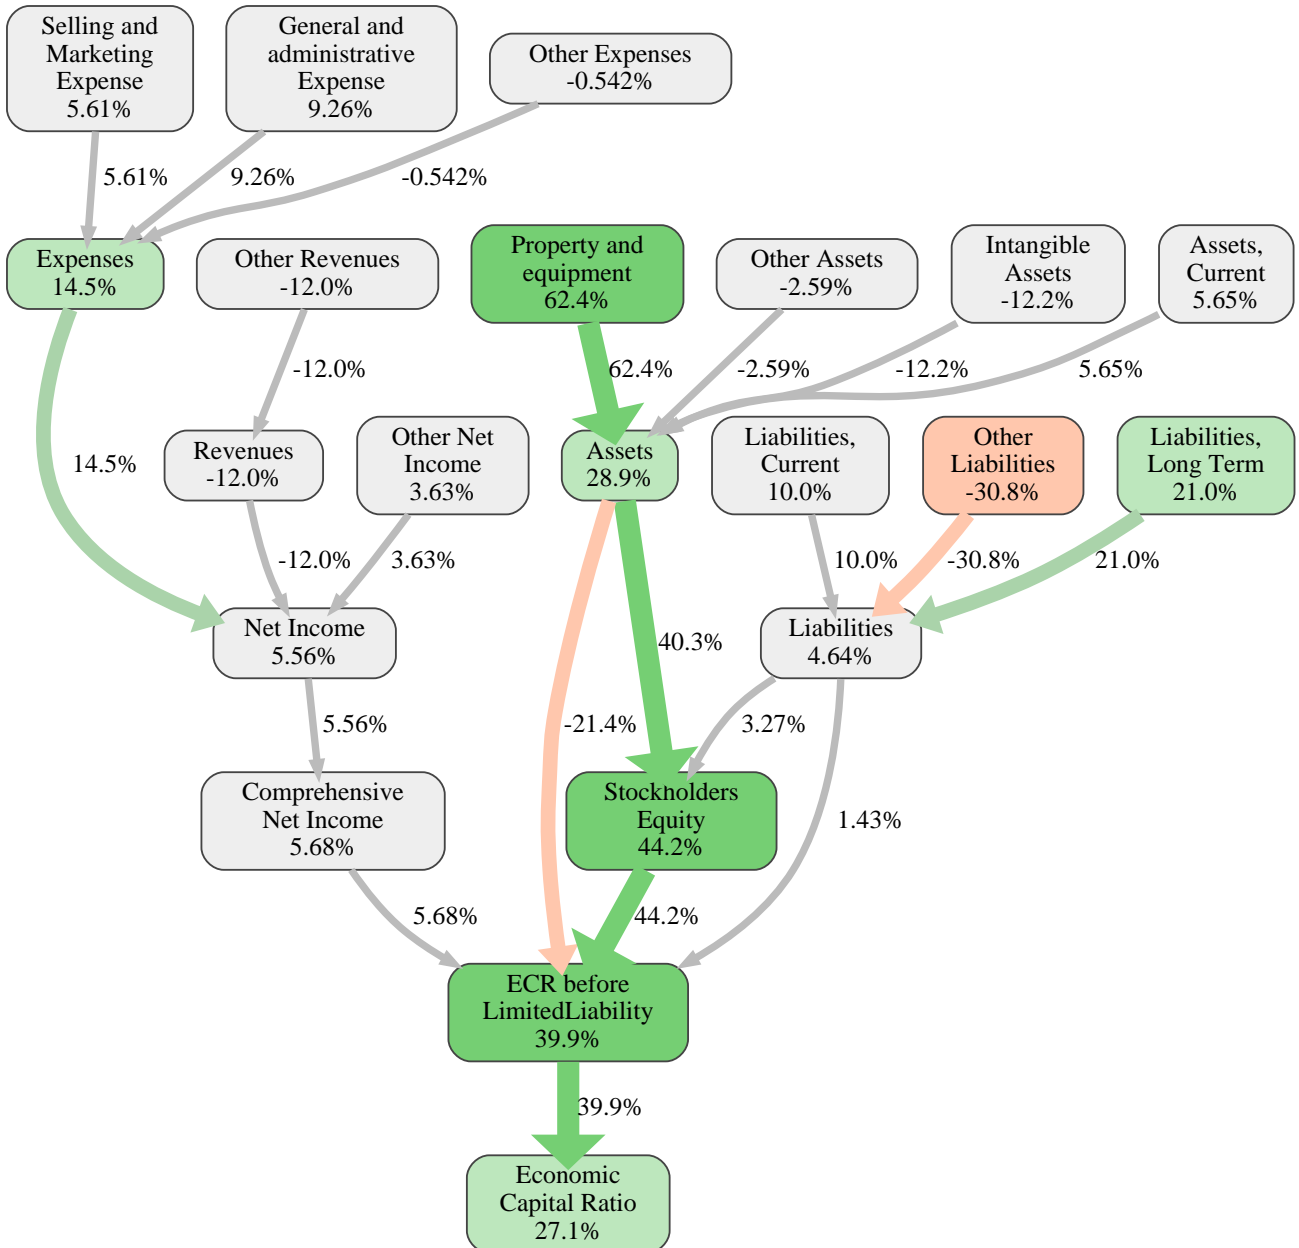 Selling and
Marketing
Expense
5.61%
General and
administrative
Expense
9.26%
Other Expenses
-0.542%
5.61%
9.26%
-0.542%
Expenses
14.5%
Other Revenues
-12.0%
Property and
equipment
62.4%
Other Assets
-2.59%
Intangible
Assets
-12.2%
Assets,
Current
5.65%
-12.0%
62.4%
-2.59%
-12.2%
5.65%
14.5%
Revenues
-12.0%
Other Net
Income
3.63%
Assets
28.9%
Liabilities,
Current
10.0%
Other
Liabilities
-30.8%
Liabilities,
Long Term
21.0%
-12.0%
3.63%
10.0%
-30.8%
21.0%
Net Income
5.56%
40.3%
Liabilities
4.64%
5.56%
-21.4%
3.27%
Comprehensive
Net Income
5.68%
Stockholders
Equity
44.2%
1.43%
5.68%
44.2%
ECR before
LimitedLiability
39.9%
39.9%
Economic
Capital Ratio
27.1%